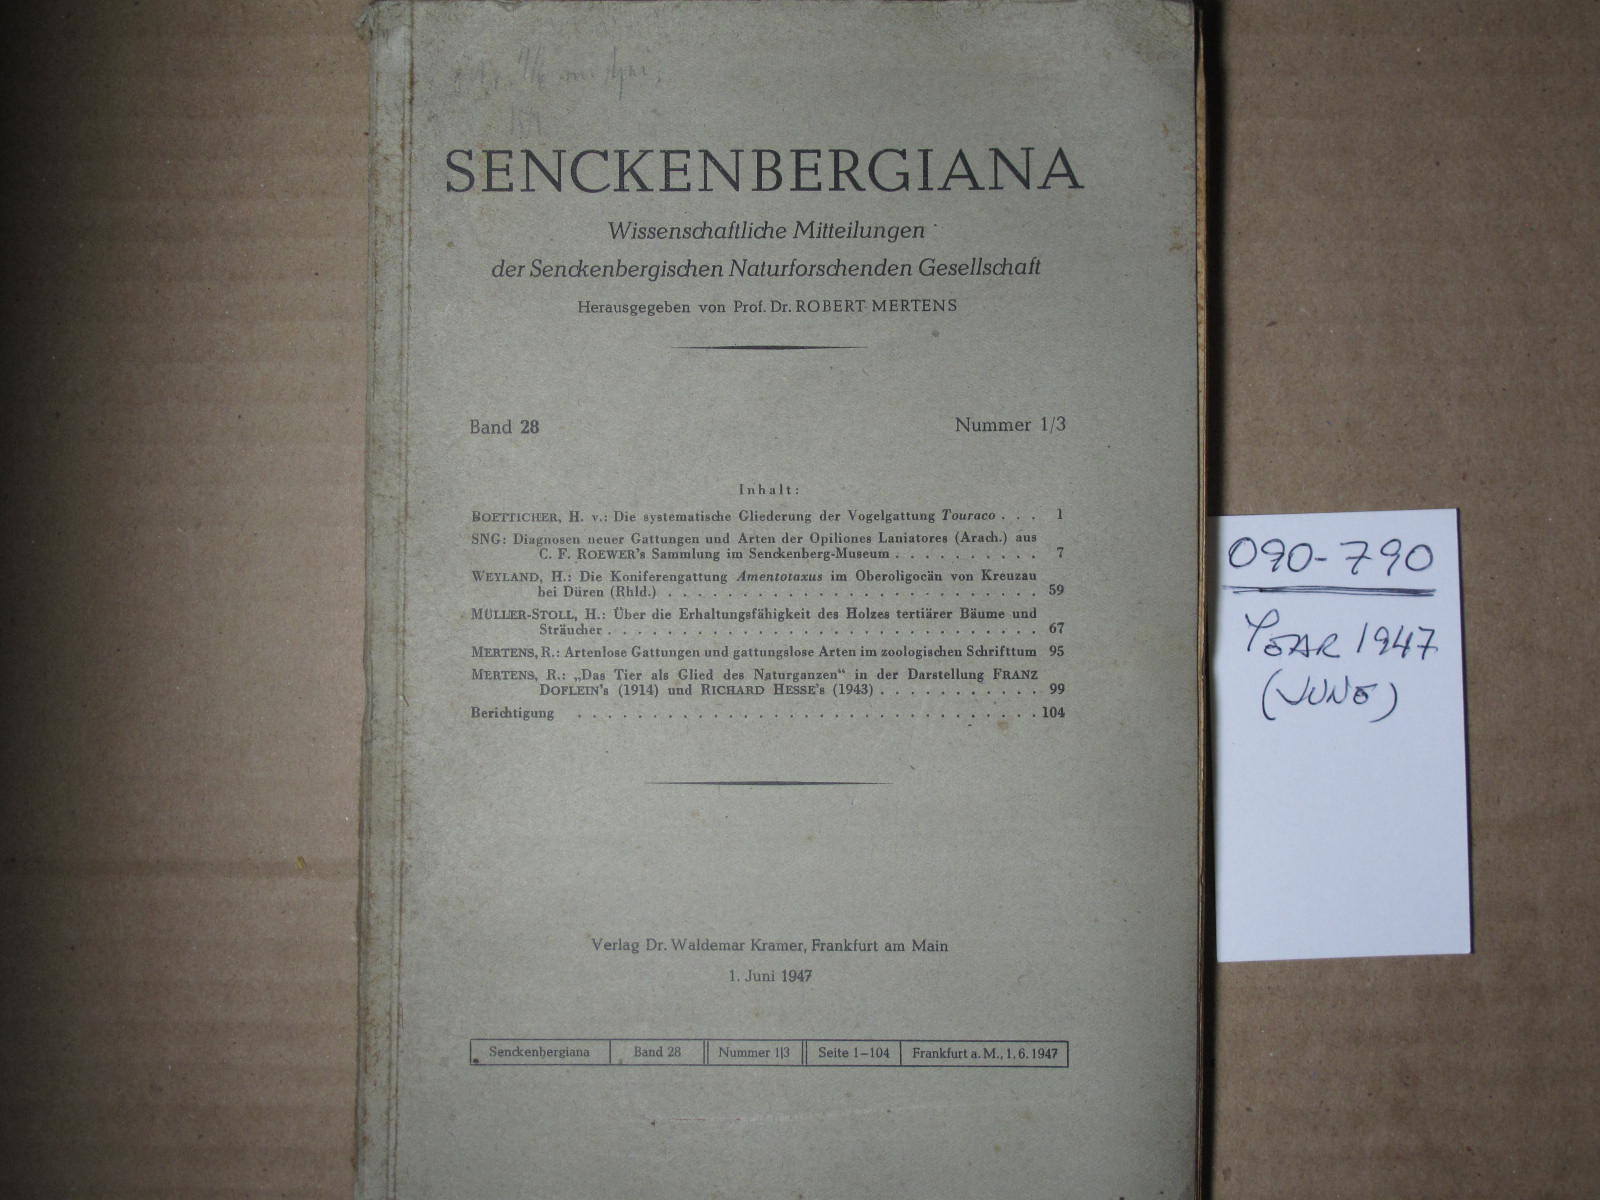 SENCKENBERGIANA
Wissenschaftliche Mitteilungen
der Senckenbergischen Naturforschenden Gesellschaft
Herausgegeben von Prof. Dr. ROBERT MERTENS
Band 28
Nummer 1/3
Inhalt:
BOETTICHER, H. v.: Die systematische Gliederung der Vogelgattung Touraco . . . 1
SNG: Diagnosen neuer Gattungen und Arten der Opiliones Laniatores (Arach.) aus
C. F. ROEWER's Sammlung im Senckenberg-Museum . . . . . . . . . . 7
WEYLAND, H.: Die Koniferengattung Amentotaxus im Oberoligocän von Kreuzau
bei Düren (Rhld.) . . . . . . . . . . . . . . . . . . . . . . . . . 59
MÜLLER-STOLL, H.: Über die Erhaltungsfähigkeit des Holzes tertiärer Bäume und
Sträucher . . . . . . . . . . . . . . . . . . . . . . . . . . . . . 67
MERTENS, R.: Artenlose Gattungen und gattungslose Arten im zoologischen Schrifttum 95
MERTENS, R.: „Das Tier als Glied des Naturganzen“ in der Darstellung FRANZ
DOFLEIN's (1914) und RICHARD HESSE's (1943) . . . . . . . . . . . 99
Berichtigung . . . . . . . . . . . . . . . . . . . . . . . . . . . . . . . 104
Verlag Dr. Waldemar Kramer, Frankfurt am Main
1. Juni 1947
Senckenbergiana Band 28 Nummer 1|3 Seite 1–104 Frankfurt a. M., 1. 6. 1947
090-790
YEAR 1947
(JUNE)